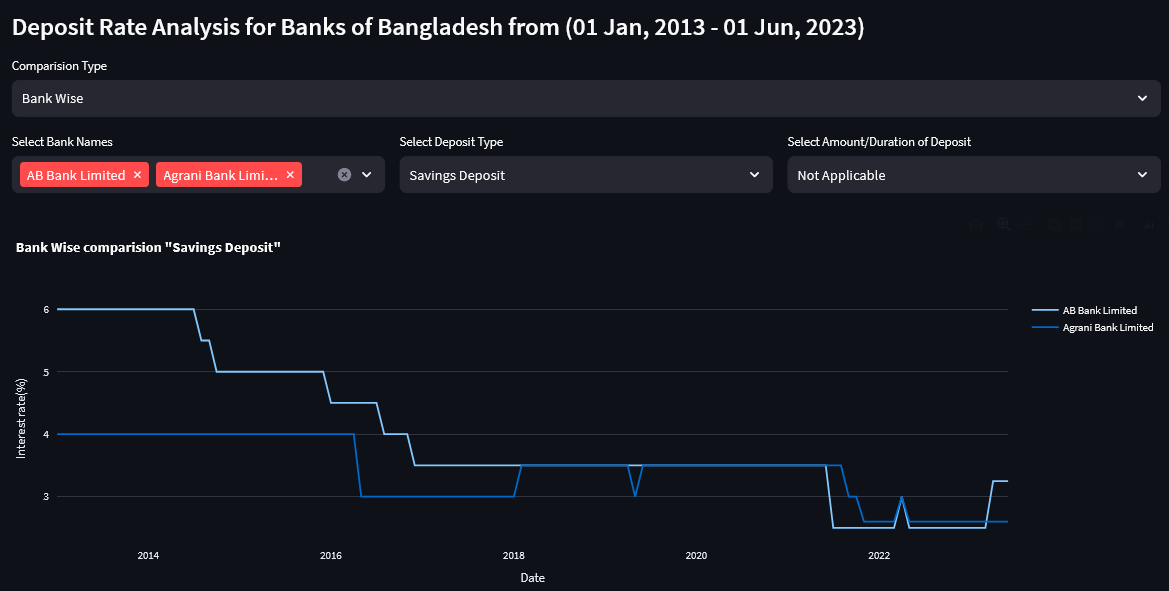 Deposit Rate Analysis for Banks of Bangladesh from (01 Jan, 2013 - 01 Jun, 2023)
Comparision Type
Bank Wise
Select Bank Names
Select Deposit Type
Select Amount/Duration of Deposit
AB Bank Limited ×
Agrani Bank Limi... ×
Savings Deposit
Not Applicable
Bank Wise comparision "Savings Deposit"
6
5
4
3
Interest rate(%)
2014
2016
2018
2020
2022
Date
AB Bank Limited
Agrani Bank Limited